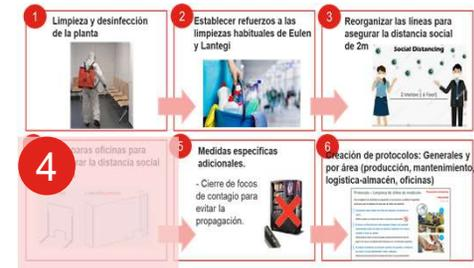 1
Limpieza y desinfección
de la planta
2
Establecer refuerzos a las
limpiezas habituales de Eulen
y Lantegi
3
Reorganizar las líneas para
asegurar la distancia social
de 2m
Social Distancing
4
paras oficinas para
rar la distancia social
5
Medidas específicas
adicionales.
- Cierre de focos
de contagio para
evitar la
propagación.
6
Creación de protocolos: Generales y
por área (producción, mantenimiento,
logística-almacén, oficinas)